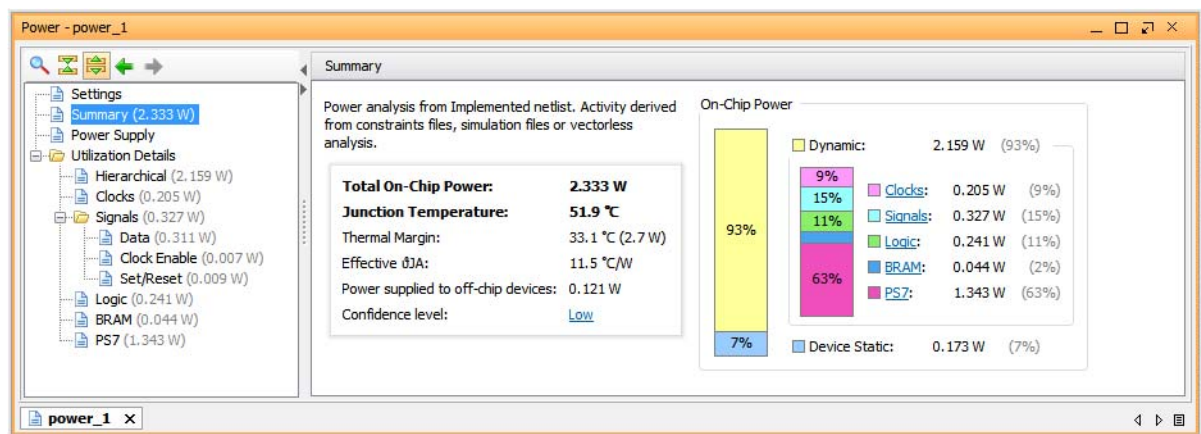 Power - power_1
Settings
Summary (2.333 W)
Power Supply
Utilization Details
Hierarchical (2.159 W)
Clocks (0.205 W)
Signals (0.327 W)
Data (0.311 W)
Clock Enable (0.007 W)
Set/Reset (0.009 W)
Logic (0.241 W)
BRAM (0.044 W)
PS7 (1.343 W)
Summary
Power analysis from Implemented netlist. Activity derived
from constraints files, simulation files or vectorless
analysis.
Total On-Chip Power: 2.333 W
Junction Temperature: 51.9 °C
Thermal Margin: 33.1 °C (2.7 W)
Effective ϑJA: 11.5 °C/W
Power supplied to off-chip devices: 0.121 W
Confidence level: Low
On-Chip Power
93%
7%
Dynamic: 2.159 W (93%)
9%
15%
11%
63%
Clocks: 0.205 W (9%)
Signals: 0.327 W (15%)
Logic: 0.241 W (11%)
BRAM: 0.044 W (2%)
PS7: 1.343 W (63%)
Device Static: 0.173 W (7%)
power_1